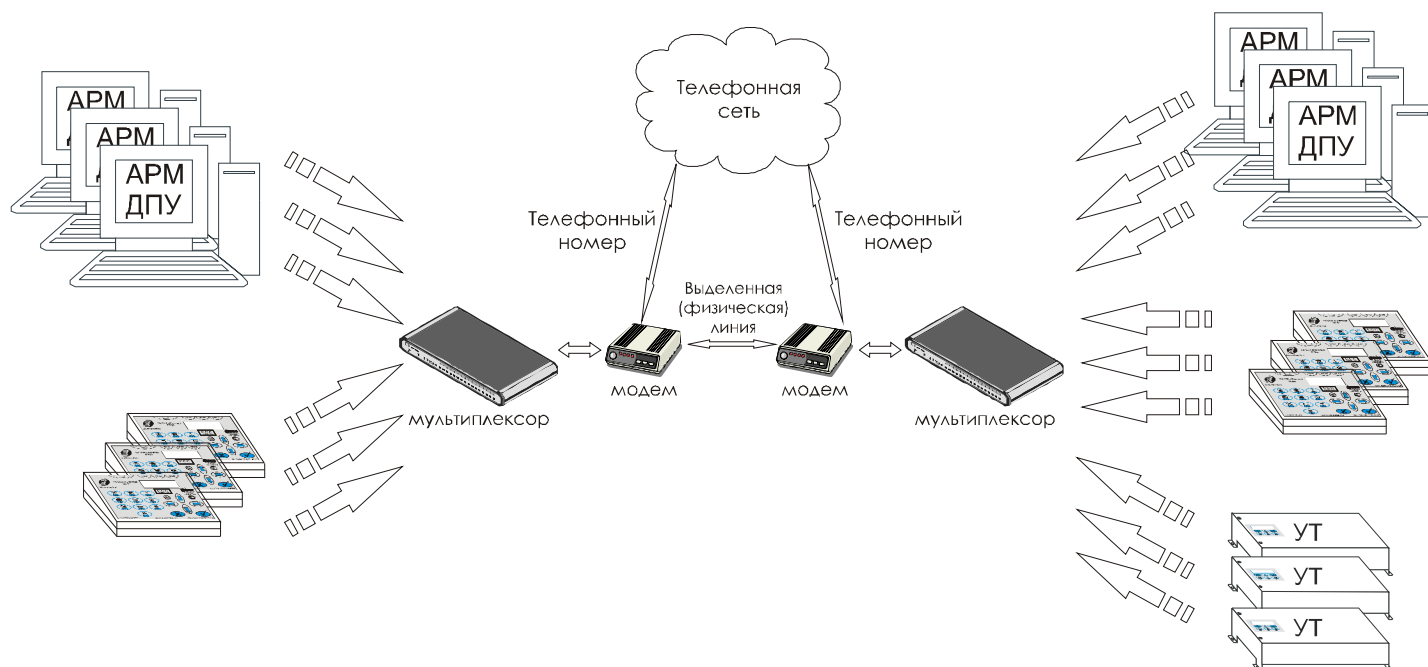 Телефонная
сеть
АРМ
АРМ
АРМ
ДПУ
АРМ
АРМ
АРМ
ДПУ
Телефонный
номер
Телефонный
номер
Выделенная
(физическая)
линия
модем
модем
мультиплексор
мультиплексор
УТ
УТ
УТ